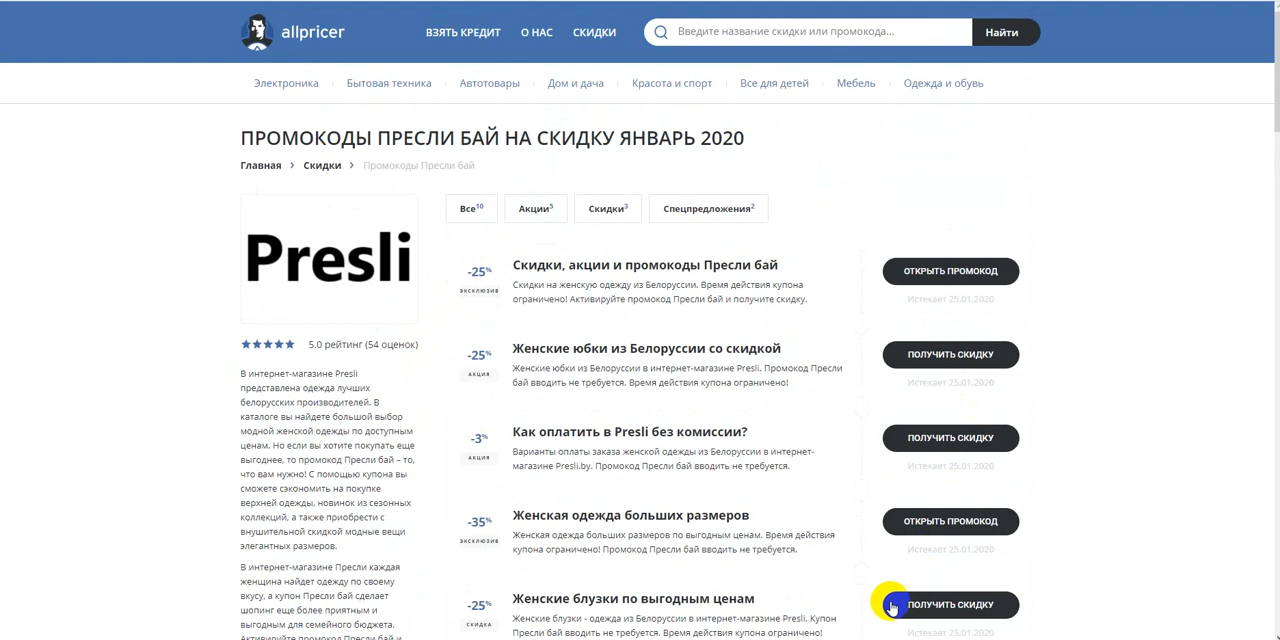 allpricer
ВЗЯТЬ КРЕДИТ
О НАС
СКИДКИ
Введите название скидки или промокода...
Найти
Электроника
Бытовая техника
Автотовары
Дом и дача
Красота и спорт
Все для детей
Мебель
Одежда и обувь
ПРОМОКОДЫ ПРЕСЛИ БАЙ НА СКИДКУ ЯНВАРЬ 2020
Главная > Скидки > Промокоды Пресли бай
Presli
5.0 рейтинг (54 оценок)
В интернет-магазине Presli
представлена одежда лучших
белорусских производителей. В
каталоге вы найдете большой выбор
модной женской одежды по доступным
ценам. Но если вы хотите покупать еще
выгоднее, то промокод Пресли бай – то,
что вам нужно! С помощью купона вы
сможете сэкономить на покупке
верхней одежды, новинок из сезонных
коллекций, а также приобрести с
внушительной скидкой модные вещи
элегантных размеров.
В интернет-магазине Пресли каждая
женщина найдет одежду по своему
вкусу, а купон Пресли бай сделает
шопинг еще более приятным и
выгодным для семейного бюджета.
Активируйте промокод Пресли бай и
Все10
Акции5
Скидки3
Спецпредложения2
-25%
ЭКСКЛЮЗИВ
Скидки, акции и промокоды Пресли бай
Скидки на женскую одежду из Белоруссии. Время действия купона
ограничено! Активируйте промокод Пресли бай и получите скидку.
ОТКРЫТЬ ПРОМОКОД
Истекает 25.01.2020
-25%
АКЦИЯ
Женские юбки из Белоруссии со скидкой
Женские юбки из Белоруссии в интернет-магазине Presli. Промокод Пресли
бай вводить не требуется. Время действия купона ограничено!
ПОЛУЧИТЬ СКИДКУ
Истекает 25.01.2020
-3%
АКЦИЯ
Как оплатить в Presli без комиссии?
Варианты оплаты заказа женской одежды из Белоруссии в интернет-
магазине Presli.by. Промокод Пресли бай вводить не требуется.
ПОЛУЧИТЬ СКИДКУ
Истекает 25.01.2020
-35%
ЭКСКЛЮЗИВ
Женская одежда больших размеров
Женская одежда больших размеров по выгодным ценам. Время действия
купона ограничено! Промокод Пресли бай вводить не требуется.
ОТКРЫТЬ ПРОМОКОД
Истекает 25.01.2020
-25%
СКИДКА
Женские блузки по выгодным ценам
Женские блузки - одежда из Белоруссии в интернет-магазине Presli. Купон
Пресли бай вводить не требуется. Время действия купона ограничено!
ПОЛУЧИТЬ СКИДКУ
Истекает 25.01.2020